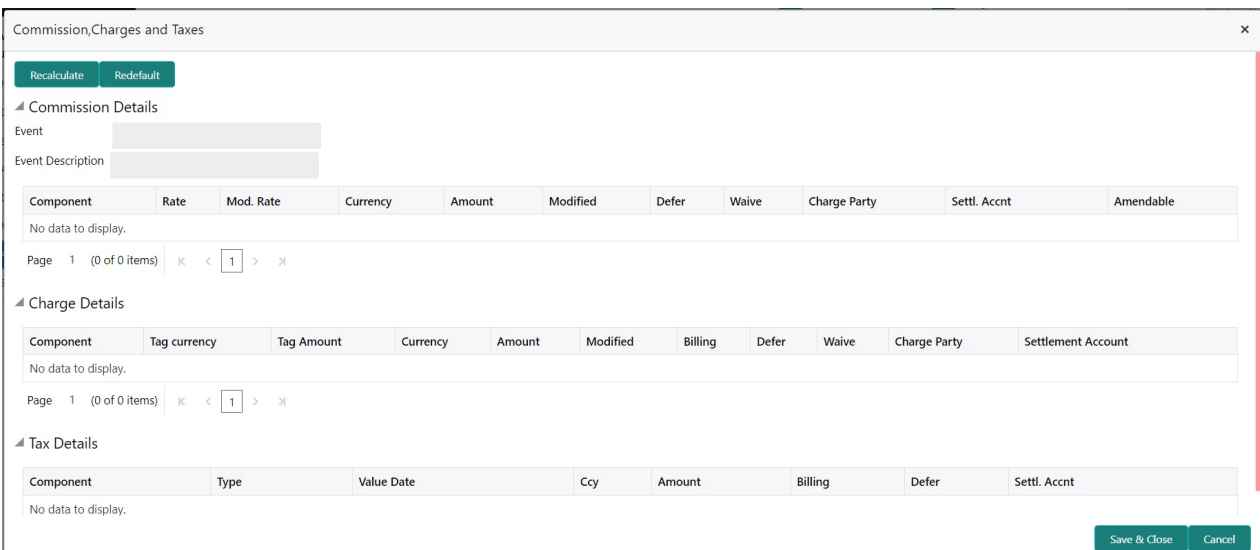 Commission,Charges and Taxes ×
Recalculate Redefault
Commission Details
Event
Event Description
Component Rate Mod. Rate Currency Amount Modified Defer Waive Charge Party Settl. Accnt Amendable
No data to display.
Page 1 (0 of 0 items) 1
Charge Details
Component Tag currency Tag Amount Currency Amount Modified Billing Defer Waive Charge Party Settlement Account
No data to display.
Page 1 (0 of 0 items) 1
Tax Details
Component Type Value Date Ccy Amount Billing Defer Settl. Accnt
No data to display.
Save & Close Cancel